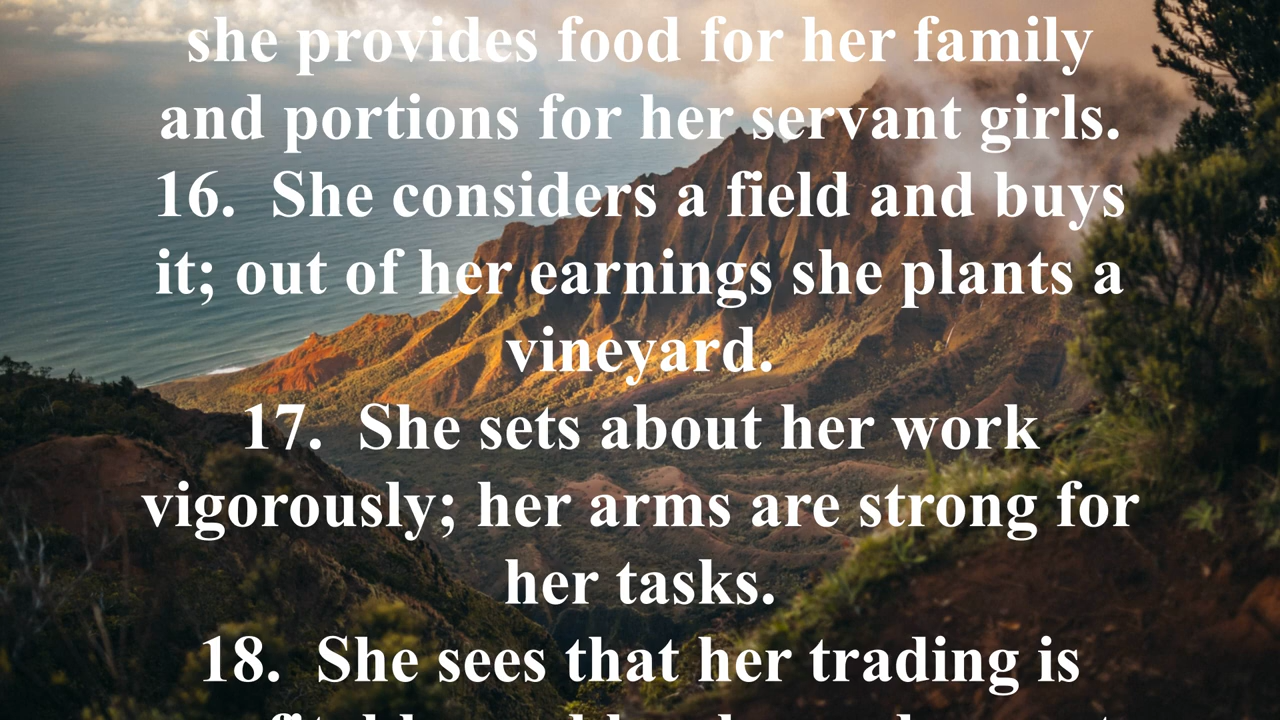 she provides food for her family
and portions for her servant girls.
16.  She considers a field and buys
it; out of her earnings she plants a
vineyard.
17.  She sets about her work
vigorously; her arms are strong for
her tasks.
18.  She sees that her trading is